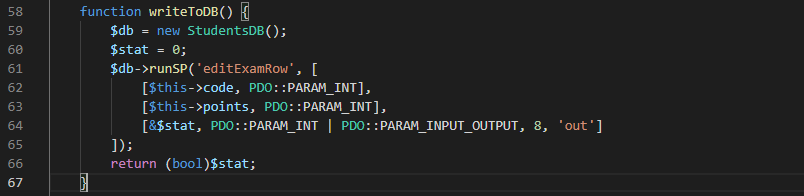 58 function writeToDB() {
59 $db = new StudentsDB();
60 $stat = 0;
61 $db->runSP('editExamRow', [
62 [$this->code, PDO::PARAM_INT],
63 [$this->points, PDO::PARAM_INT],
64 [&$stat, PDO::PARAM_INT | PDO::PARAM_INPUT_OUTPUT, 8, 'out']
65 ]);
66 return (bool)$stat;
67 }